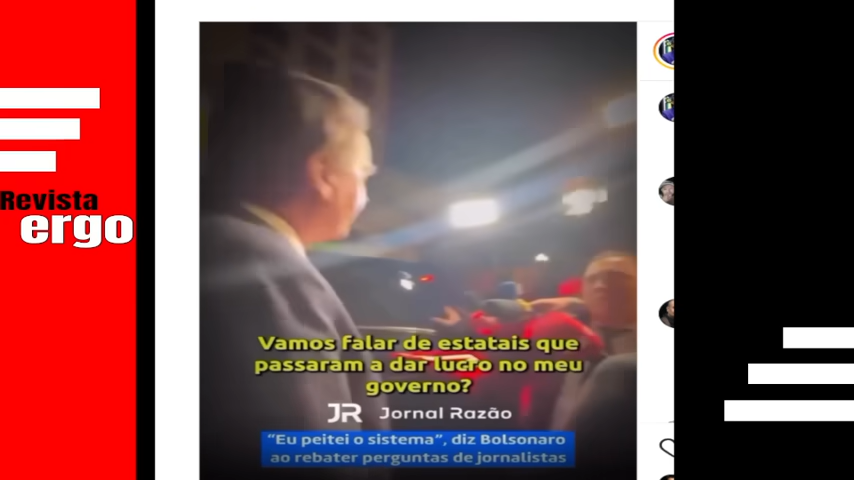 Revista
ergo
Vamos falar de estatais que
passaram a dar lucro no meu
governo?
JR Jornal Razão
“Eu peitei o sistema”, diz Bolsonaro
ao rebater perguntas de jornalistas